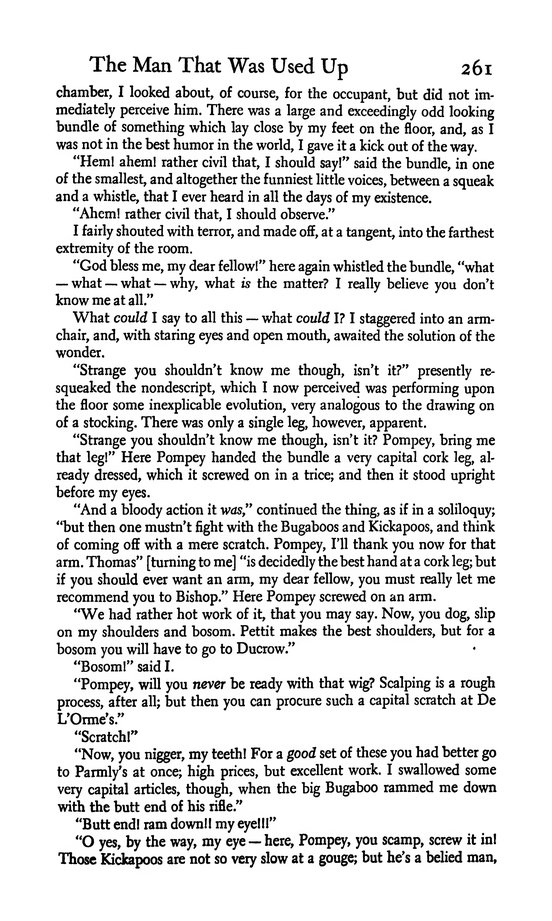 The Man That Was Used Up 261
chamber, I looked about, of course, for the occupant, but did not im-
mediately perceive him. There was a large and exceedingly odd looking
bundle of something which lay close by my feet on the floor, and, as I
was not in the best humor in the world, I gave it a kick out of the way.
"Hem! ahem! rather civil that, I should say!" said the bundle, in one
of the smallest, and altogether the funniest little voices, between a squeak
and a whistle, that I ever heard in all the days of my existence.
"Ahem! rather civil that, I should observe."
I fairly shouted with terror, and made off, at a tangent, into the farthest
extremity of the room.
"God bless me, my dear fellow!" here again whistled the bundle, "what
— what — what — why, what is the matter? I really believe you don't
know me at all."
What could I say to all this — what could I? I staggered into an arm-
chair, and, with staring eyes and open mouth, awaited the solution of the
wonder.
"Strange you shouldn't know me though, isn't it?" presently re-
squeaked the nondescript, which I now perceived was performing upon
the floor some inexplicable evolution, very analogous to the drawing on
of a stocking. There was only a single leg, however, apparent.
"Strange you shouldn't know me though, isn't it? Pompey, bring me
that leg!" Here Pompey handed the bundle a very capital cork leg, al-
ready dressed, which it screwed on in a trice; and then it stood upright
before my eyes.
"And a bloody action it was," continued the thing, as if in a soliloquy;
"but then one mustn't fight with the Bugaboos and Kickapoos, and think
of coming off with a mere scratch. Pompey, I'll thank you now for that
arm. Thomas" [turning to me] "is decidedly the best hand at a cork leg; but
if you should ever want an arm, my dear fellow, you must really let me
recommend you to Bishop." Here Pompey screwed on an arm.
"We had rather hot work of it, that you may say. Now, you dog, slip
on my shoulders and bosom. Pettit makes the best shoulders, but for a
bosom you will have to go to Ducrow."
"Bosom!" said I.
"Pompey, will you never be ready with that wig? Scalping is a rough
process, after all; but then you can procure such a capital scratch at De
L'Orme's."
"Scratch!"
"Now, you nigger, my teeth! For a good set of these you had better go
to Parmly's at once; high prices, but excellent work. I swallowed some
very capital articles, though, when the big Bugaboo rammed me down
with the butt end of his rifle."
"Butt end! ram down!! my eye!!!"
"O yes, by the way, my eye — here, Pompey, you scamp, screw it in!
Those Kickapoos are not so very slow at a gouge; but he's a belied man,